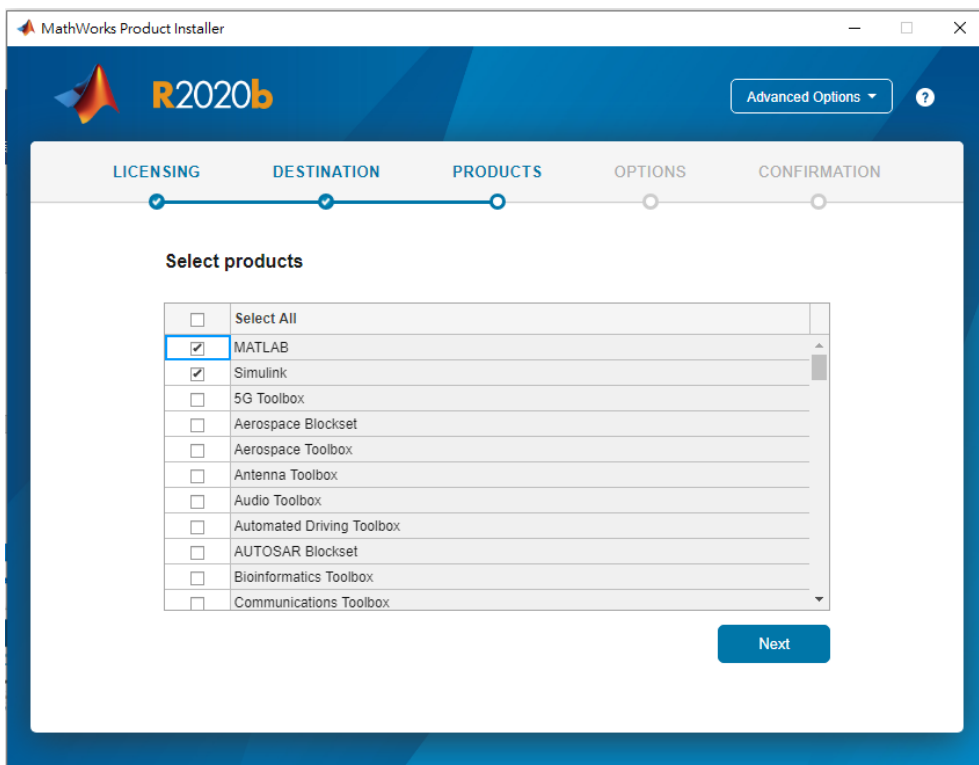 MathWorks Product Installer
R2020b
Advanced Options
?
LICENSING DESTINATION PRODUCTS OPTIONS CONFIRMATION
Select products
Select All
MATLAB
Simulink
5G Toolbox
Aerospace Blockset
Aerospace Toolbox
Antenna Toolbox
Audio Toolbox
Automated Driving Toolbox
AUTOSAR Blockset
Bioinformatics Toolbox
Communications Toolbox
Next